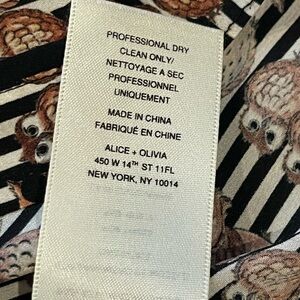 PROFESSIONAL DRY
CLEAN ONLY/
NETTOYAGE A SEC
PROFESSIONNEL
UNIQUEMENT
MADE IN CHINA
FABRIQUÉ EN CHINE
ALICE + OLIVIA
450 W 14TH ST 11FL
NEW YORK, NY 10014